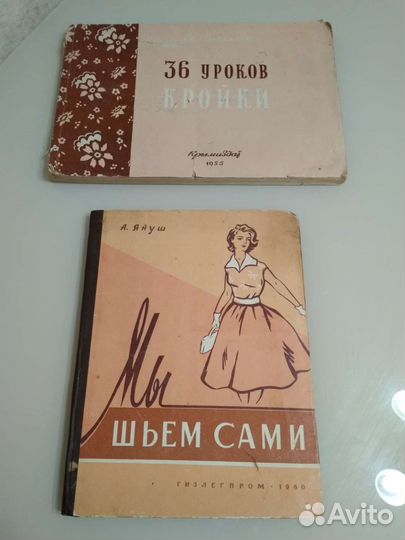 36 УРОКОВ
КРОЙКИ
Крымиздат
1955
А. Януш
Мы
ШЬЕМ САМИ
ГИЗЛЕГПРОМ • 1960
Avito